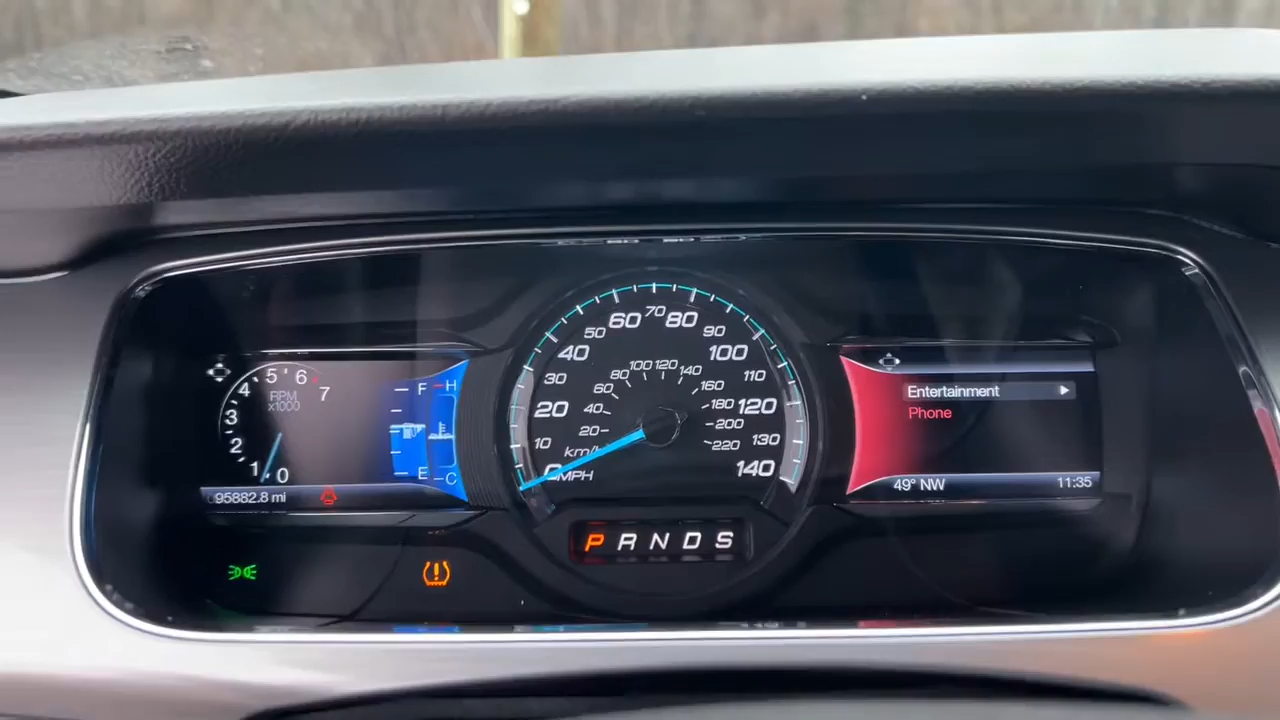 60 70 80
50 90
40 100
30 110
20 120
10 130
0 MPH 140
80 100 120 140
60 160
40 180
20 200
km/h 220
4 5 6
7
3
2
1 0
RPM
x1000
F H
E C
95882.8 mi
Entertainment
Phone
49° NW 11:35
P R N D S